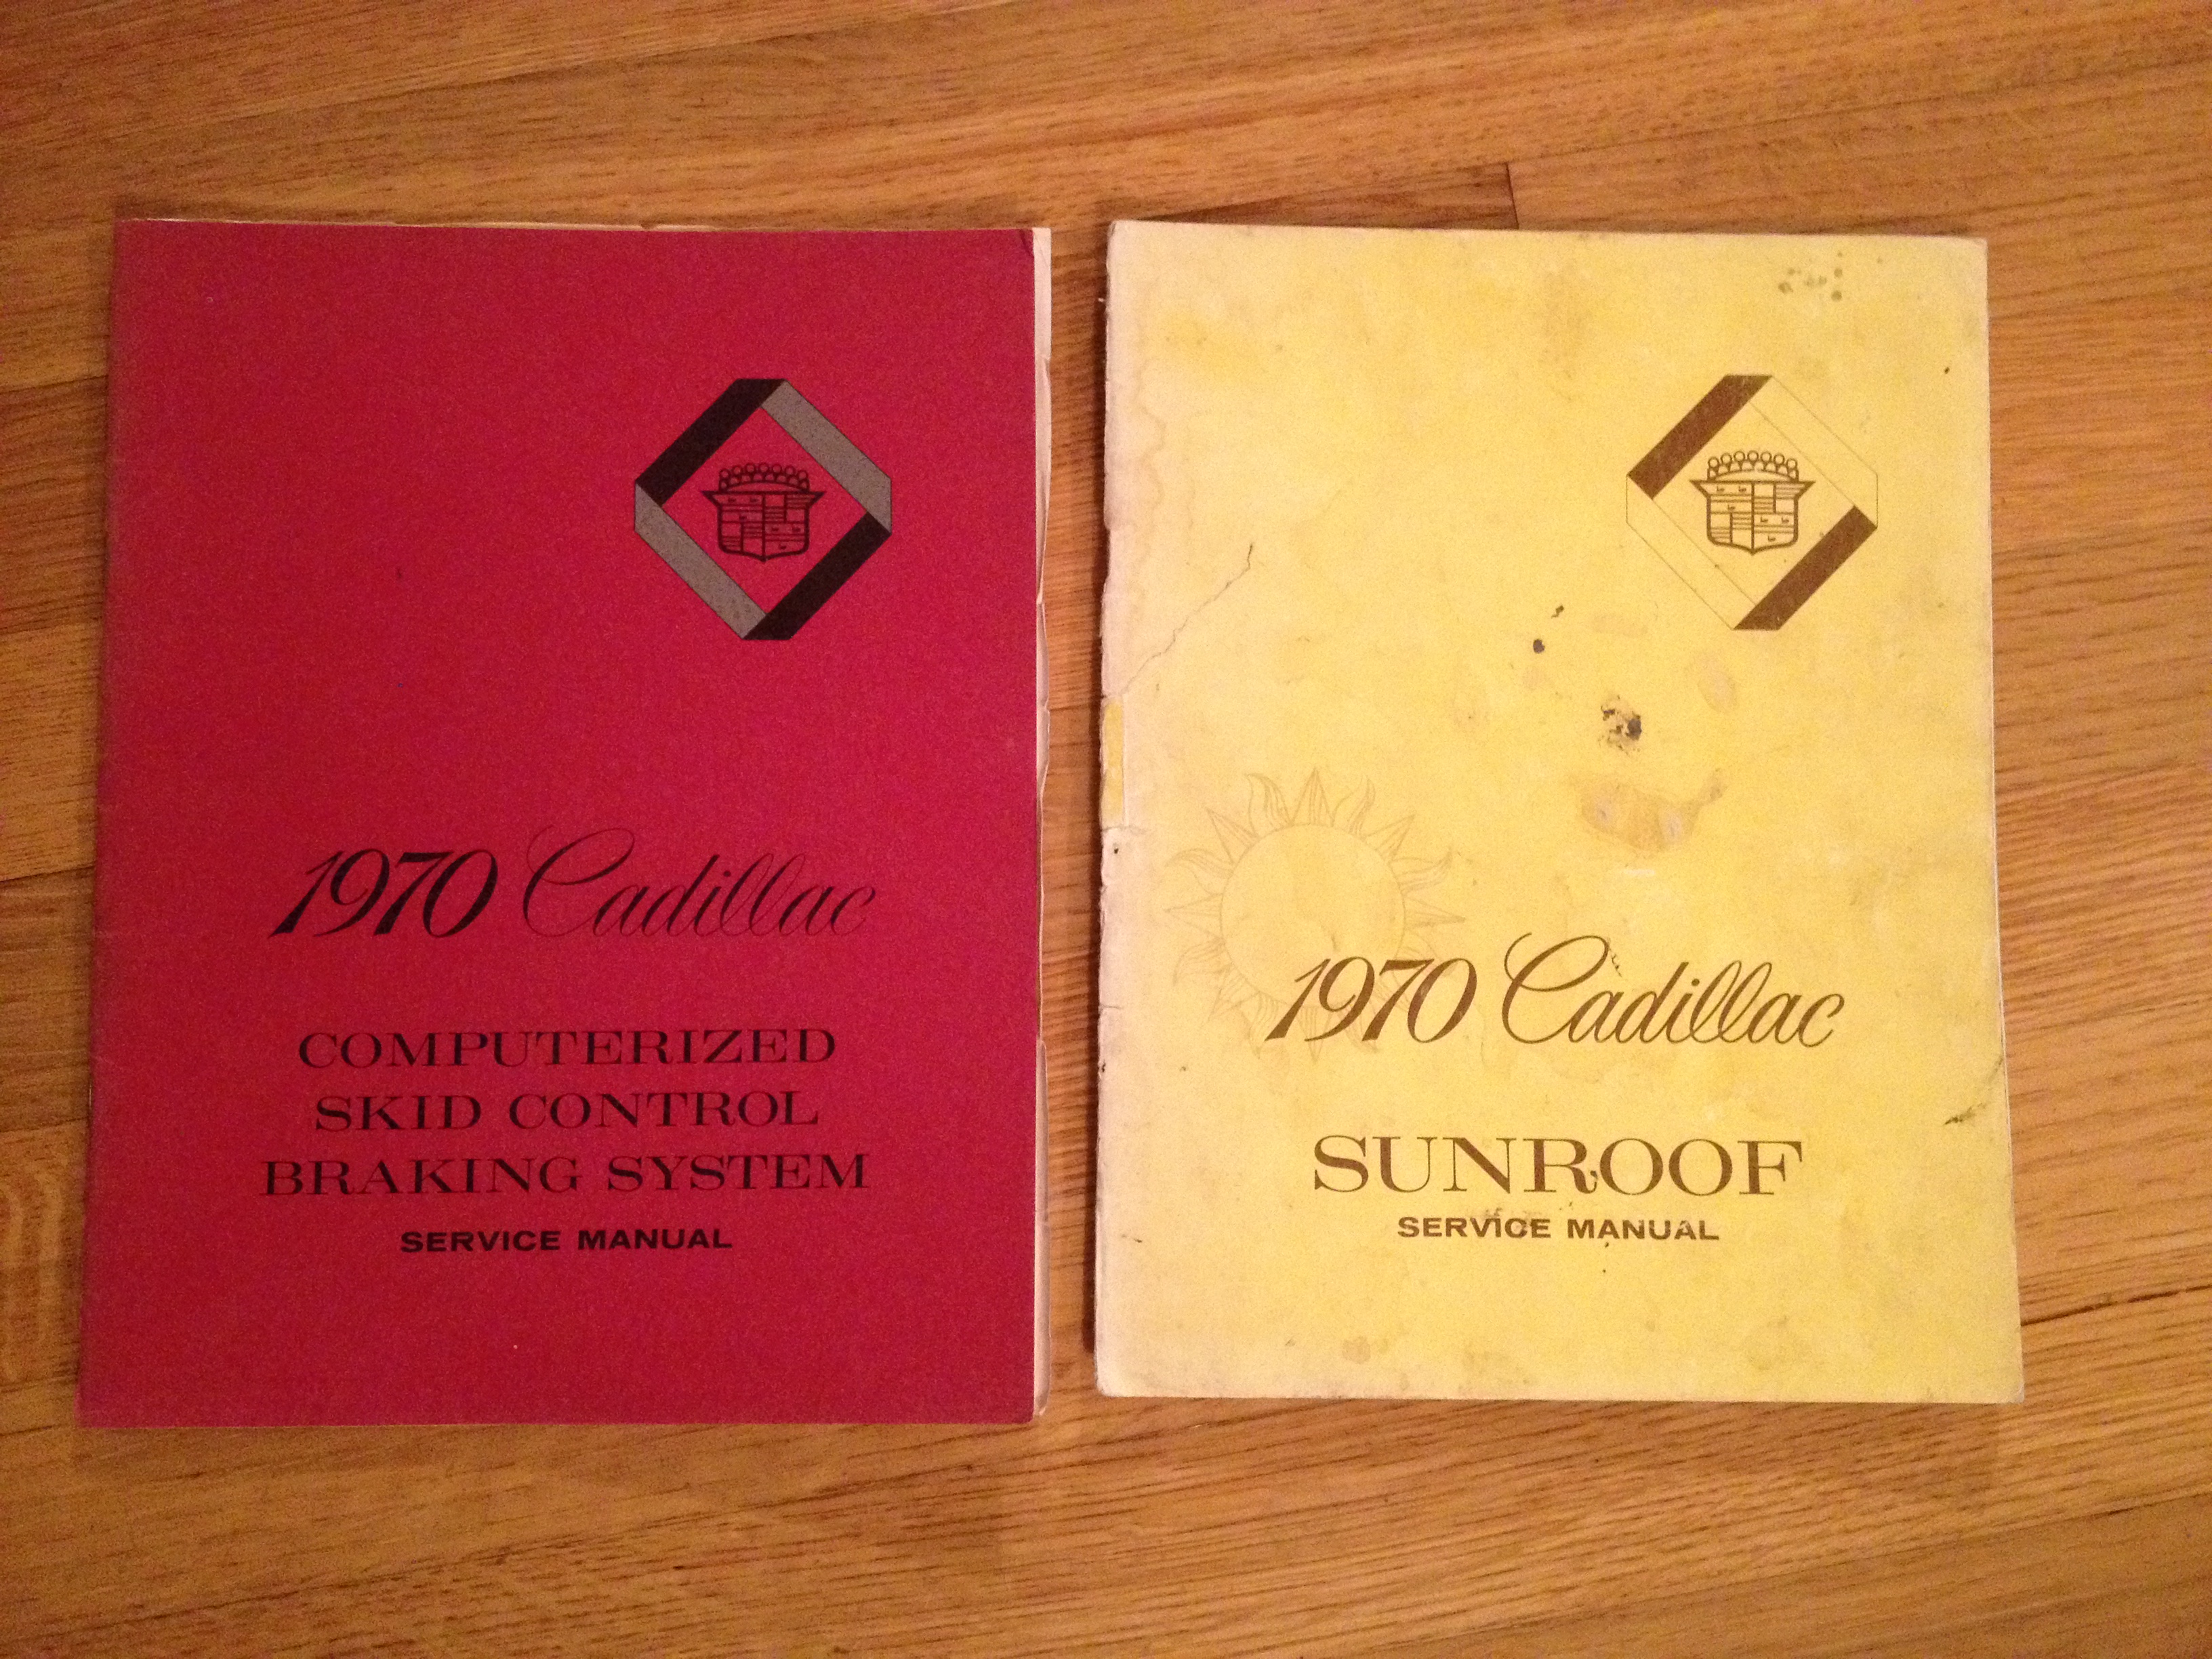 1970 Cadillac
COMPUTERIZED
SKID CONTROL
BRAKING SYSTEM
SERVICE MANUAL
1970 Cadillac
SUNROOF
SERVICE MANUAL